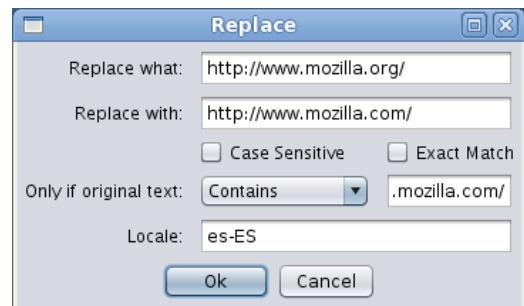 Replace
Replace what: http://www.mozilla.org/
Replace with: http://www.mozilla.com/
Case Sensitive Exact Match
Only if original text: Contains .mozilla.com/
Locale: es-ES
Ok Cancel